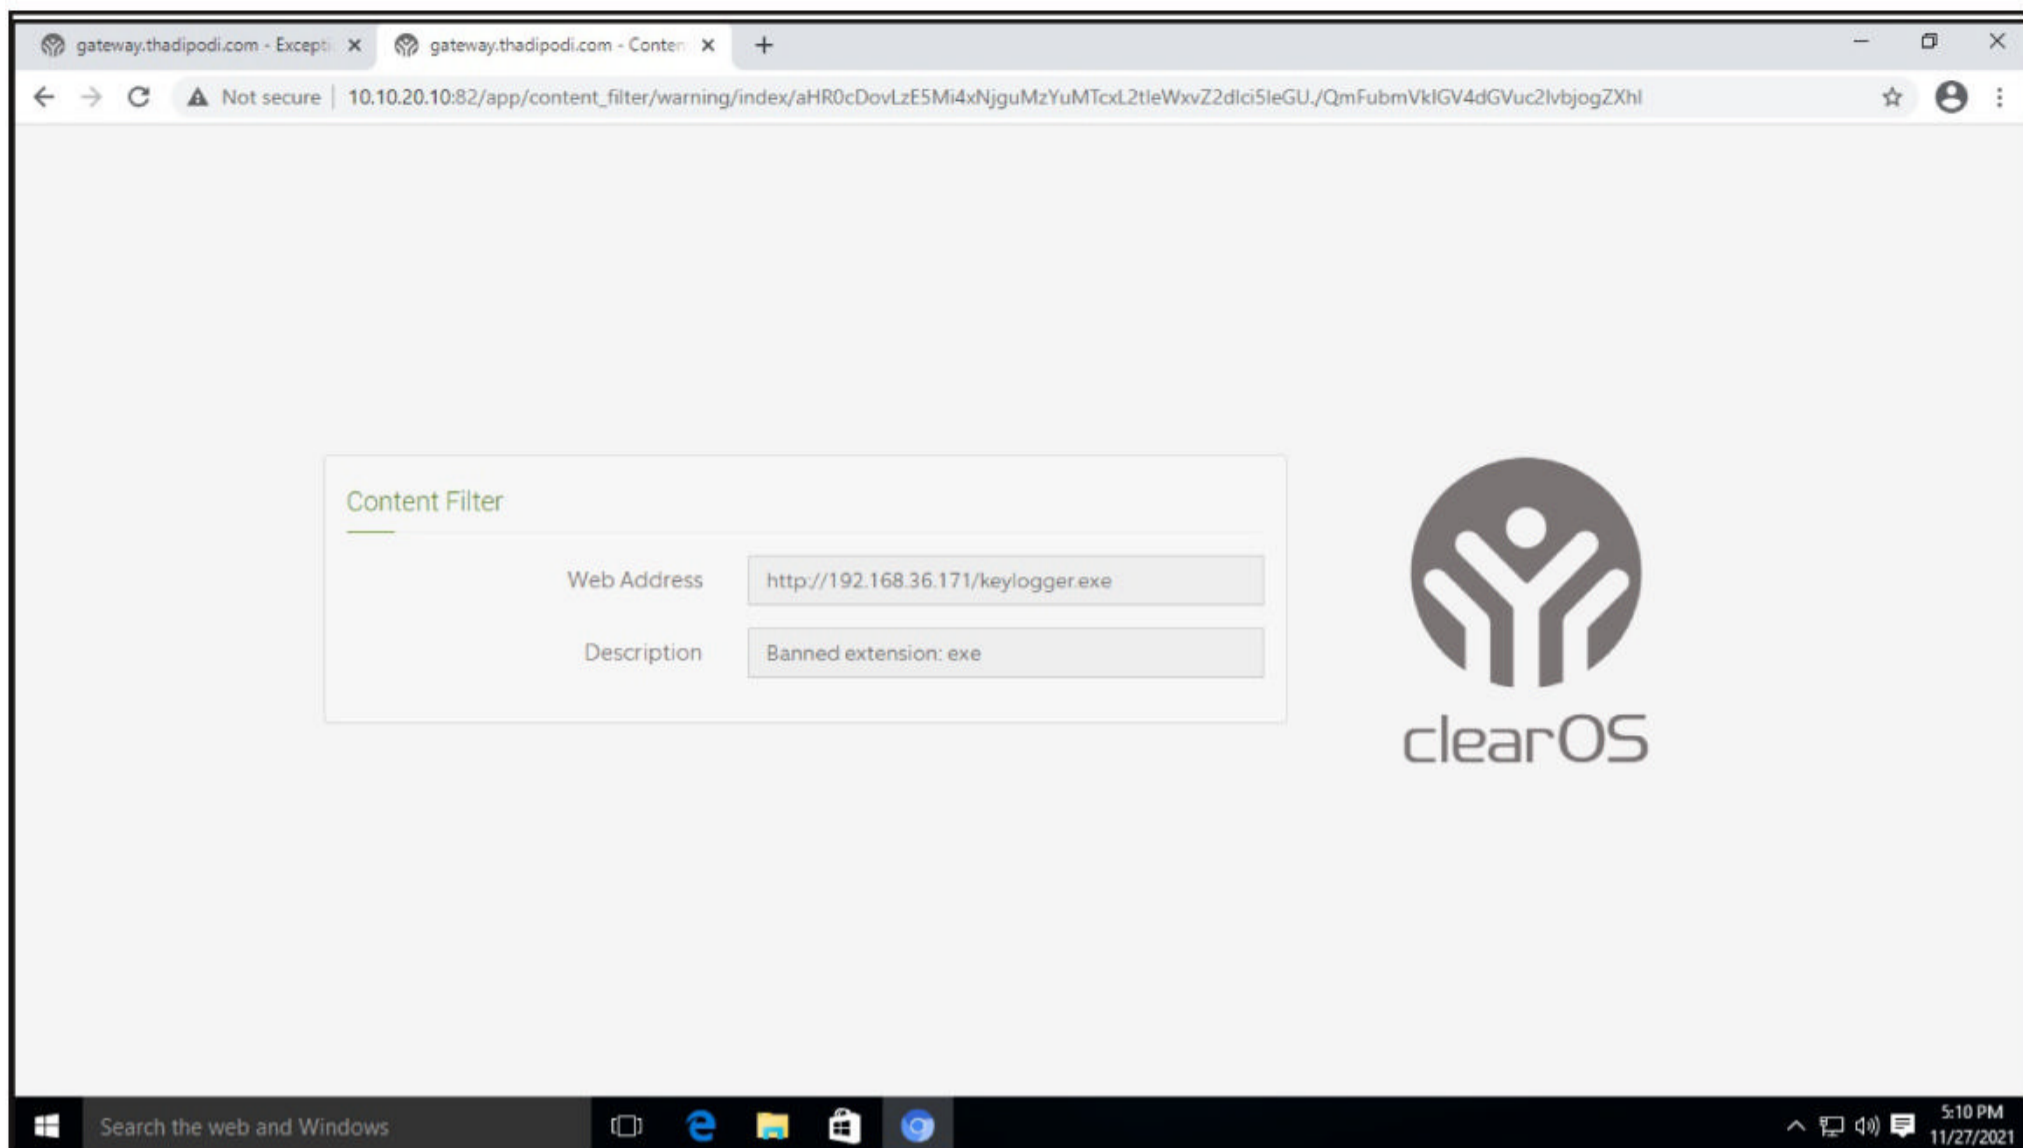 gateway.thadipodi.com - Excepti
gateway.thadipodi.com - Conten
Not secure
10.10.20.10:82/app/content_filter/warning/index/aHR0cDovLzE5Mi4xNjguMzYuMTcxL2tleWxvZ2dlci5leGU./QmFubmVkIGV4dGVuc2lvbjogZXhl
Content Filter
Web Address
http://192.168.36.171/keylogger.exe
Description
Banned extension: exe
clearOS
Search the web and Windows
5:10 PM
11/27/2021